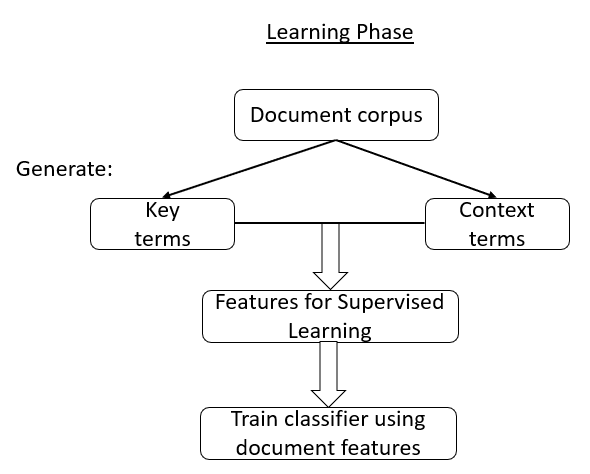 Learning Phase
Document corpus
Generate:
Key
terms
Context
terms
Features for Supervised
Learning
Train classifier using
document features